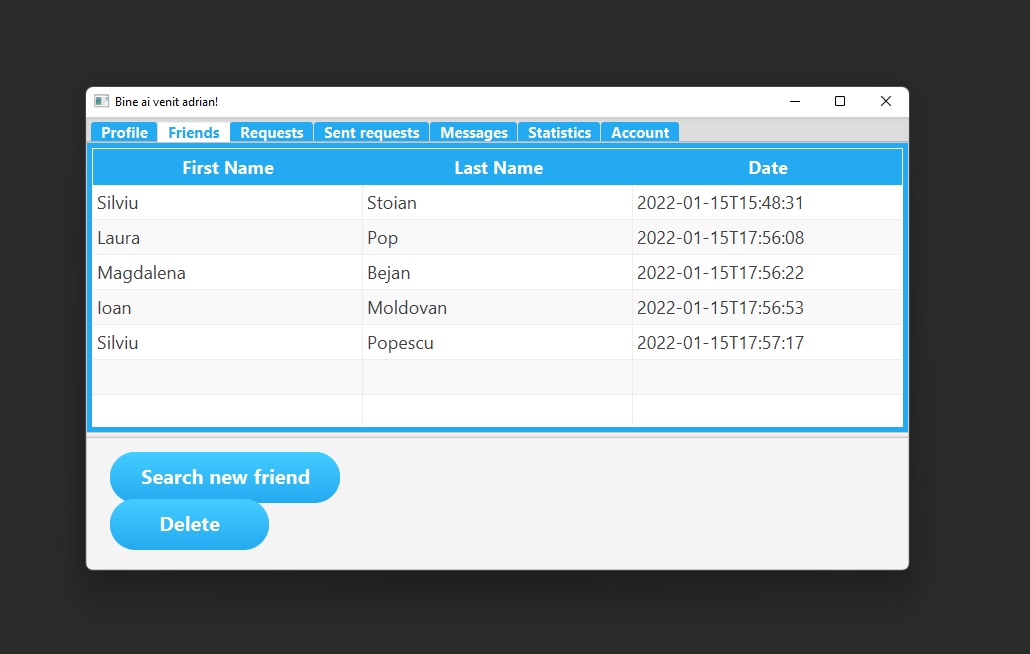 Bine ai venit adrian!
Profile Friends Requests Sent requests Messages Statistics Account
First Name Last Name Date
Silviu Stoian 2022-01-15T15:48:31
Laura Pop 2022-01-15T17:56:08
Magdalena Bejan 2022-01-15T17:56:22
Ioan Moldovan 2022-01-15T17:56:53
Silviu Popescu 2022-01-15T17:57:17
Search new friend
Delete